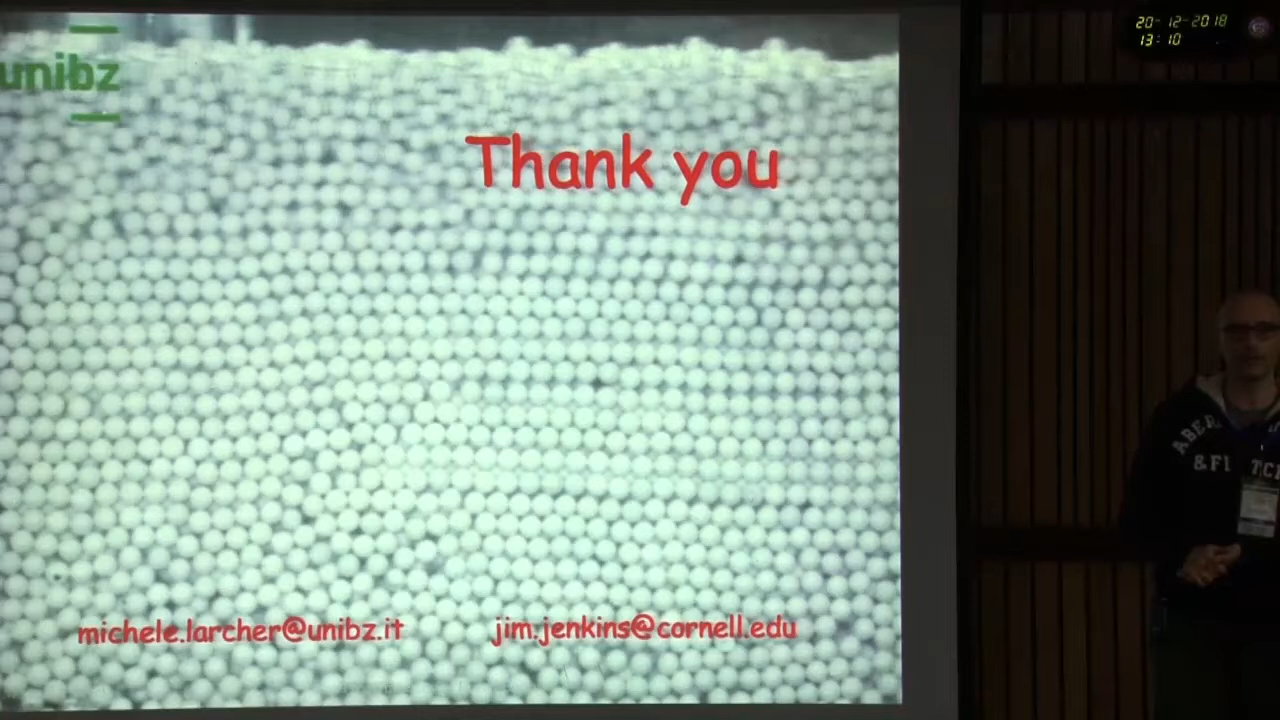 20-12-2018
13:10
unibz
Thank you
michele.larcher@unibz.it
jim.jenkins@cornell.edu
&